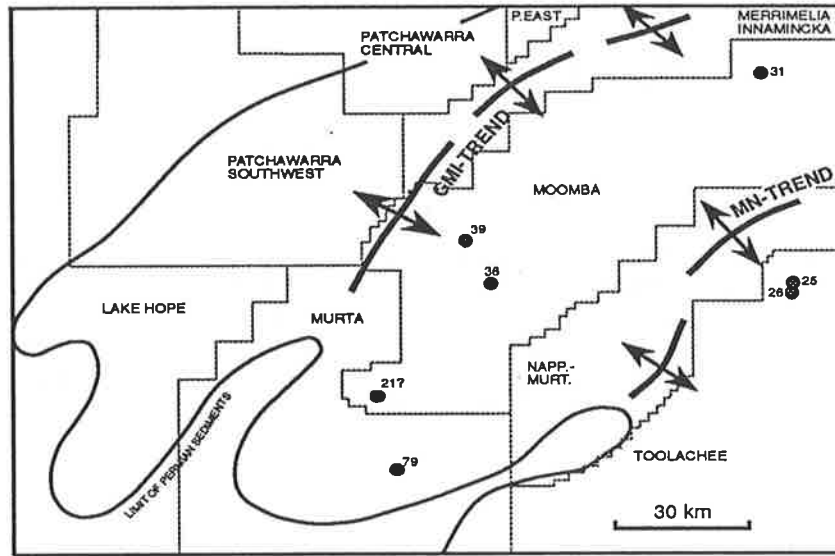 P.EAST
MERRIMELIA
INNAMINCKA
PATCHAWARRA
CENTRAL
31
PATCHAWARRA
SOUTHWEST
GMI-TREND
MOOMBA
MN-TREND
39
38
25
26
LAKE HOPE
MURTA
NAPP.-
MURT.
217
79
LIMIT OF PERMIAN SEDIMENTS
TOOLACHEE
30 km